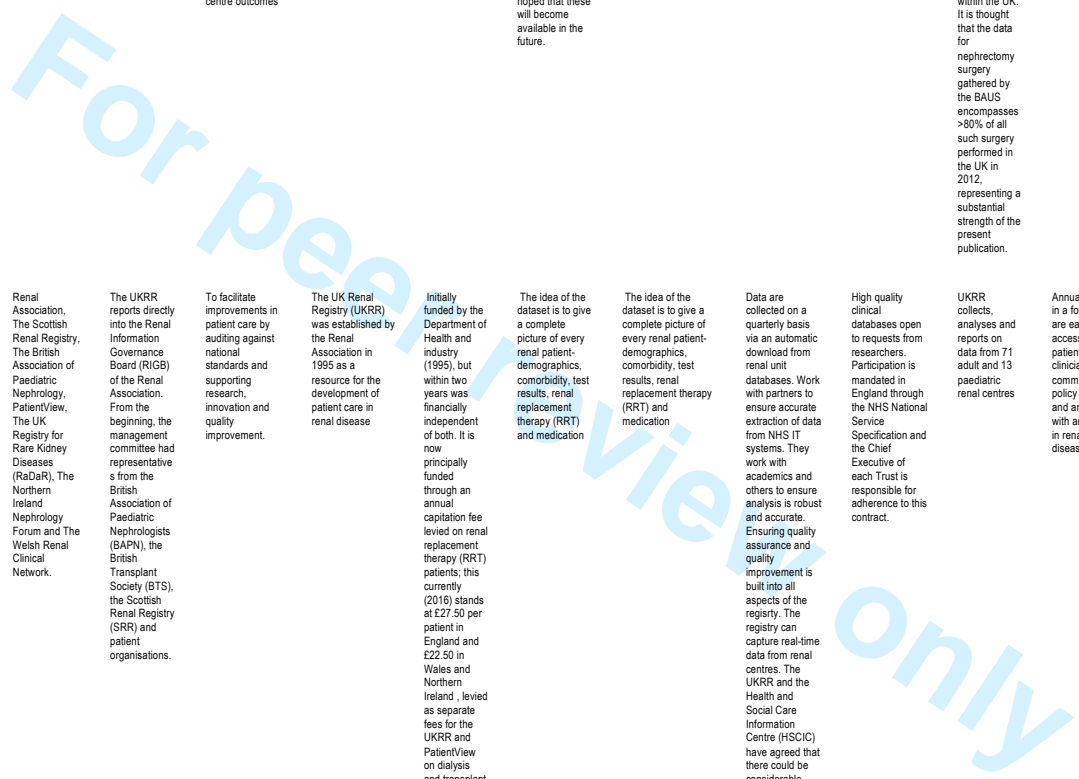 centre outcomes
hoped that these
will become
available in the
future.
within the UK.
It is thought
that the data
for
nephrectomy
surgery
gathered by
the BAUS
encompasses
>80% of all
such surgery
performed in
the UK in
2012,
representing a
substantial
strength of the
present
publication.
Renal
Association,
The Scottish
Renal Registry,
The British
Association of
Paediatric
Nephrology,
PatientView,
The UK
Registry for
Rare Kidney
Diseases
(RaDaR), The
Northern
Ireland
Nephrology
Forum and The
Welsh Renal
Clinical
Network.
The UKRR
reports directly
into the Renal
Information
Governance
Board (RIGB)
of the Renal
Association.
From the
beginning, the
management
committee had
representative
s from the
British
Association of
Paediatric
Nephrologists
(BAPN), the
British
Transplant
Society (BTS),
the Scottish
Renal Registry
(SRR) and
patient
organisations.
To facilitate
improvements in
patient care by
auditing against
national
standards and
supporting
research,
innovation and
quality
improvement.
The UK Renal
Registry (UKRR)
was established by
the Renal
Association in
1995 as a
resource for the
development of
patient care in
renal disease
Initially
funded by the
Department of
Health and
industry
(1995), but
within two
years was
financially
independent
of both. It is
now
principally
funded
through an
annual
capitation fee
levied on renal
replacement
therapy (RRT)
patients; this
currently
(2016) stands
at £27.50 per
patient in
England and
£22.50 in
Wales and
Northern
Ireland , levied
as separate
fees for the
UKRR and
PatientView
on dialysis
and transplant
The idea of the
dataset is to give
a complete
picture of every
renal patient-
demographics,
comorbidity, test
results, renal
replacement
therapy (RRT)
and medication
The idea of the
dataset is to give a
complete picture of
every renal patient-
demographics,
comorbidity, test
results, renal
replacement therapy
(RRT) and
medication
Data are
collected on a
quarterly basis
via an automatic
download from
renal unit
databases. Work
with partners to
ensure accurate
extraction of data
from NHS IT
systems. They
work with
academics and
others to ensure
analysis is robust
and accurate.
Ensuring quality
assurance and
quality
improvement is
built into all
aspects of the
regisrty. The
registry can
capture real-time
data from renal
centres. The
UKRR and the
Health and
Social Care
Information
Centre (HSCIC)
have agreed that
there could be
considerable
High quality
clinical
databases open
to requests from
researchers.
Participation is
mandated in
England through
the NHS National
Service
Specification and
the Chief
Executive of
each Trust is
responsible for
adherence to this
contract.
UKRR
collects,
analyses and
reports on
data from 71
adult and 13
paediatric
renal centres
in a
are
with
in
For peer review only